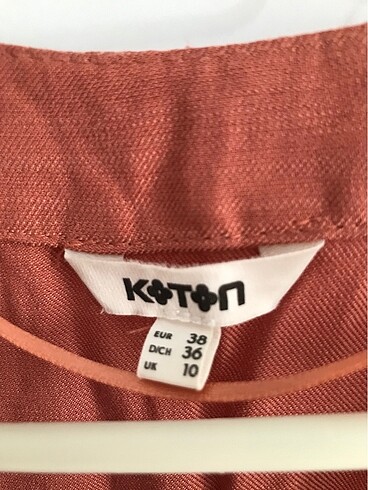 KOTON
EUR 38
D/CH 36
UK 10